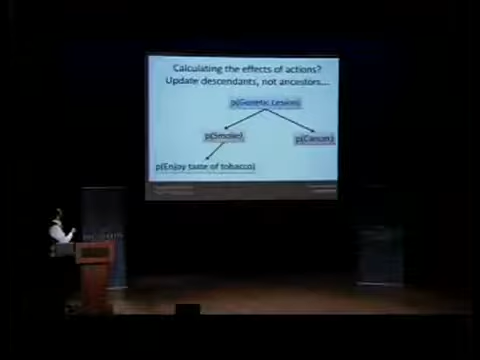 Calculating the effects of actions?
Update descendants, not ancestors...
p(Genetic Lesion)
p(Smoke)
p(Cancer)
p(Enjoy taste of tobacco)